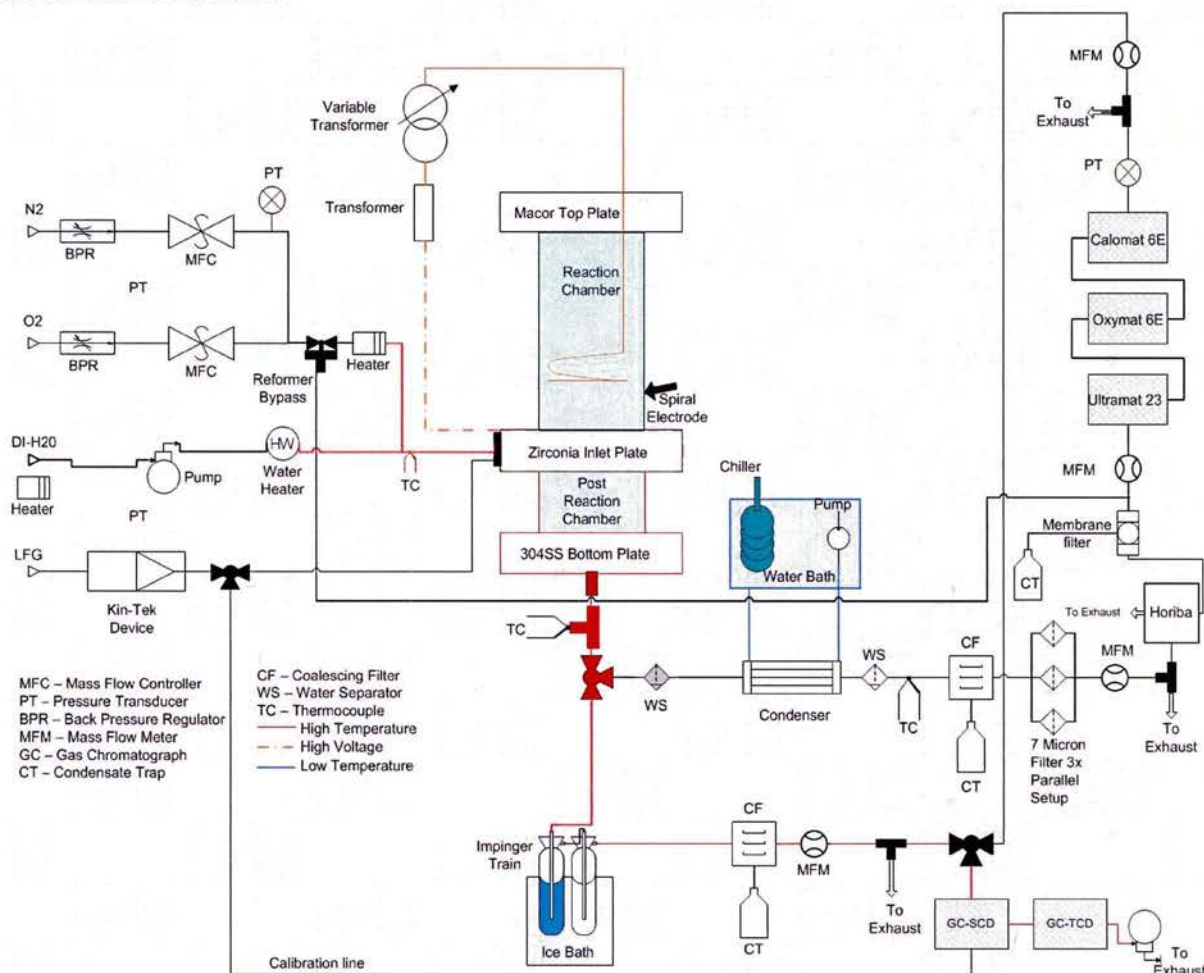 MFM
To
Exhaust
PT
Variable
Transformer
PT
Transformer
N2
BPR
MFC
PT
O2
BPR
MFC
Reformer
Bypass
Heater
Macor Top Plate
Reaction
Chamber
Spiral
Electrode
Zirconia Inlet Plate
Post
Reaction
Chamber
304SS Bottom Plate
DI-H20
Heater
Pump
HW
Water
Heater
TC
PT
LFG
Kin-Tek
Device
Calomat 6E
Oxymat 6E
Ultramat 23
MFM
Membrane
filter
CT
To Exhaust
Horiba
Chiller
Pump
Water Bath
TC
WS
Condenser
WS
TC
CF
CT
7 Micron
Filter 3x
Parallel
Setup
MFM
To
Exhaust
MFC – Mass Flow Controller
PT – Pressure Transducer
BPR – Back Pressure Regulator
MFM – Mass Flow Meter
GC – Gas Chromatograph
CT – Condensate Trap
CF – Coalescing Filter
WS – Water Separator
TC – Thermocouple
High Temperature
High Voltage
Low Temperature
Impinger
Train
Ice Bath
CF
CT
MFM
To
Exhaust
GC-SCD
GC-TCD
To
Exhaust
Calibration line